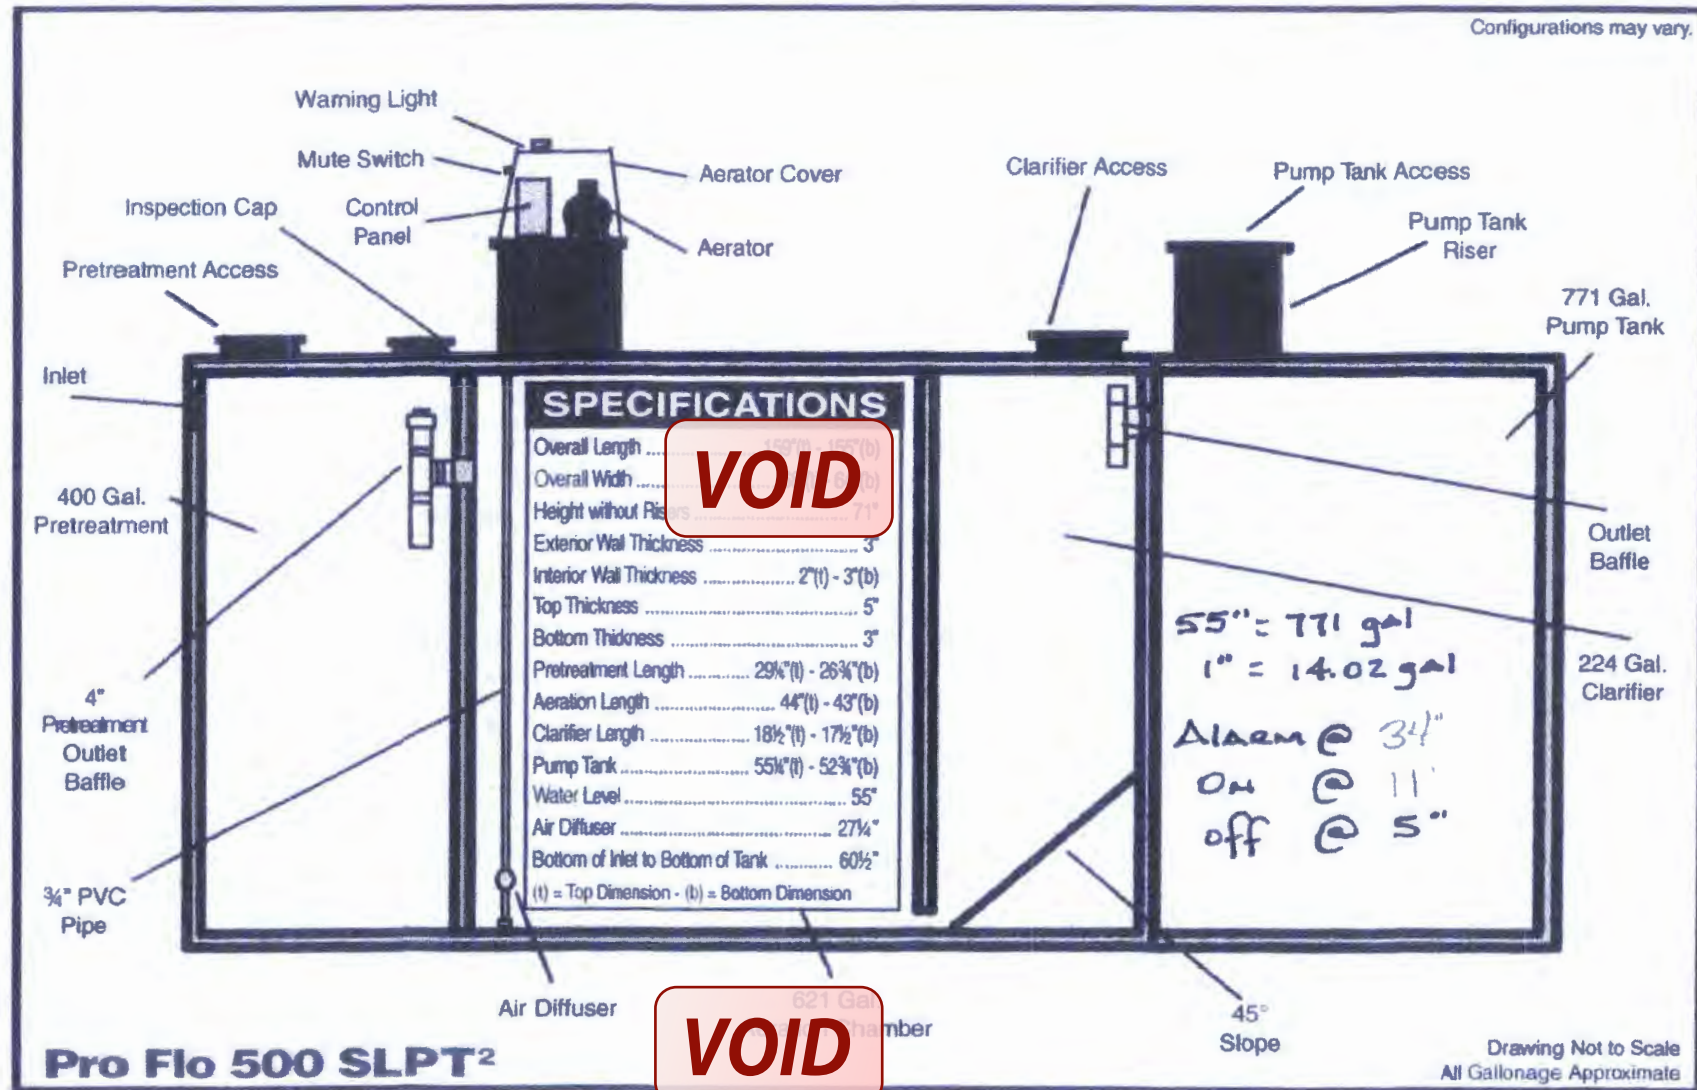 Configurations may vary.
Warning Light
Mute Switch
Control
Panel
Inspection Cap
Pretreatment Access
Inlet
400 Gal.
Pretreatment
4"
Pretreatment
Outlet
Baffle
¾" PVC
Pipe
Aerator Cover
Aerator
Clarifier Access
Pump Tank Access
Pump Tank
Riser
771 Gal.
Pump Tank
Outlet
Baffle
224 Gal.
Clarifier
SPECIFICATIONS
Overall Length .......... 159"(t) - 155"(b)
Overall Width .......... (b)
Height without Risers .......... 71"
Exterior Wall Thickness .......... 3"
Interior Wall Thickness .......... 2"(t) - 3"(b)
Top Thickness .......... 5"
Bottom Thickness .......... 3"
Pretreatment Length .......... 29¼"(t) - 26¾"(b)
Aeration Length .......... 44"(t) - 43"(b)
Clarifier Length .......... 18½"(t) - 17½"(b)
Pump Tank .......... 55¼"(t) - 52¾"(b)
Water Level .......... 55"
Air Diffuser .......... 27¼"
Bottom of Inlet to Bottom of Tank .......... 60½"
(t) = Top Dimension - (b) = Bottom Dimension
VOID
55" = 771 gal
1" = 14.02 gal
Alarm @ 34"
On @ 11'
off @ 5"
Air Diffuser
621 Gal.
Chamber
VOID
45°
Slope
Pro Flo 500 SLPT²
Drawing Not to Scale
All Gallonage Approximate